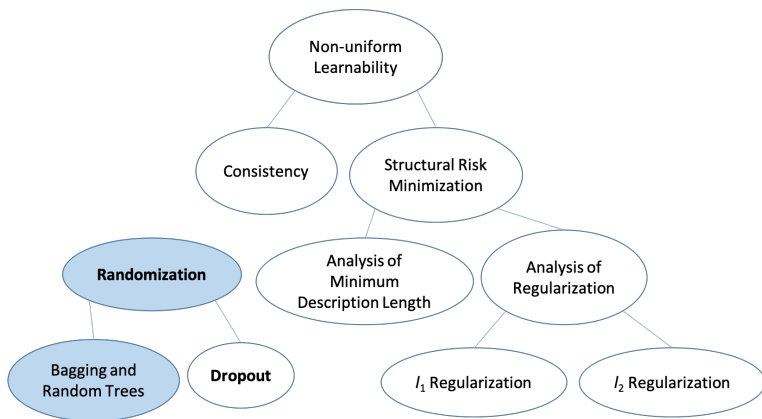 Non-uniform
Learnability
Consistency
Structural Risk
Minimization
Randomization
Analysis of
Minimum
Description Length
Analysis of
Regularization
Bagging and
Random Trees
Dropout
l₁ Regularization
l₂ Regularization